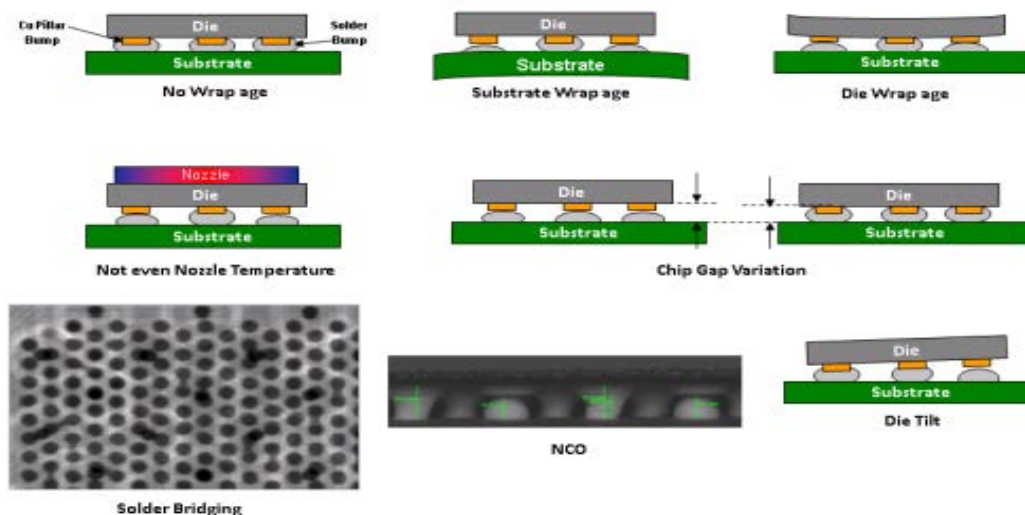 Cu Pillar Bump
Die
Solder Bump
Substrate
No Wrap age
Die
Substrate
Substrate Wrap age
Die
Substrate
Die Wrap age
Nozzle
Die
Substrate
Not even Nozzle Temperature
Die
Substrate
Die
Substrate
Chip Gap Variation
Solder Bridging
NCO
Die
Substrate
Die Tilt